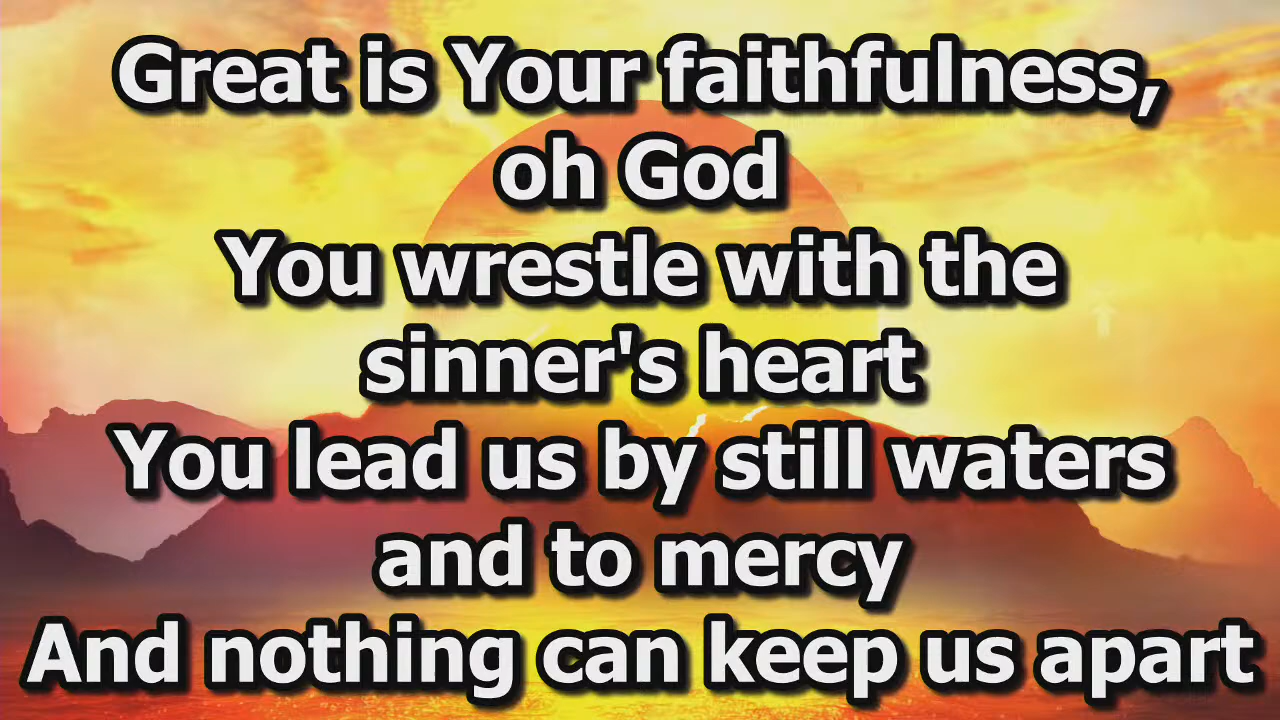 Great is Your faithfulness,
oh God
You wrestle with the
sinner's heart
You lead us by still waters
and to mercy
And nothing can keep us apart